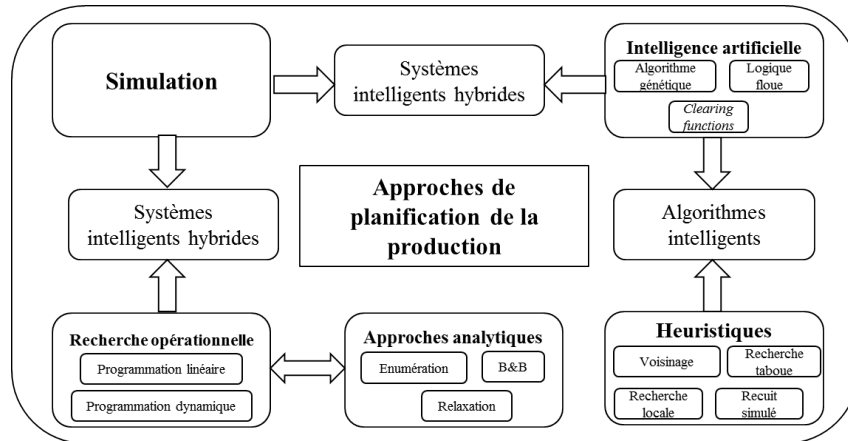 Simulation
Systèmes
intelligents hybrides
Intelligence artificielle
Algorithme
génétique
Logique
floue
Clearing
functions
Systèmes
intelligents hybrides
Approches de
planification de la
production
Algorithmes
intelligents
Recherche opérationnelle
Programmation linéaire
Programmation dynamique
Approches analytiques
Enumération
B&B
Relaxation
Heuristiques
Voisinage
Recherche
taboue
Recherche
locale
Recuit
simulé